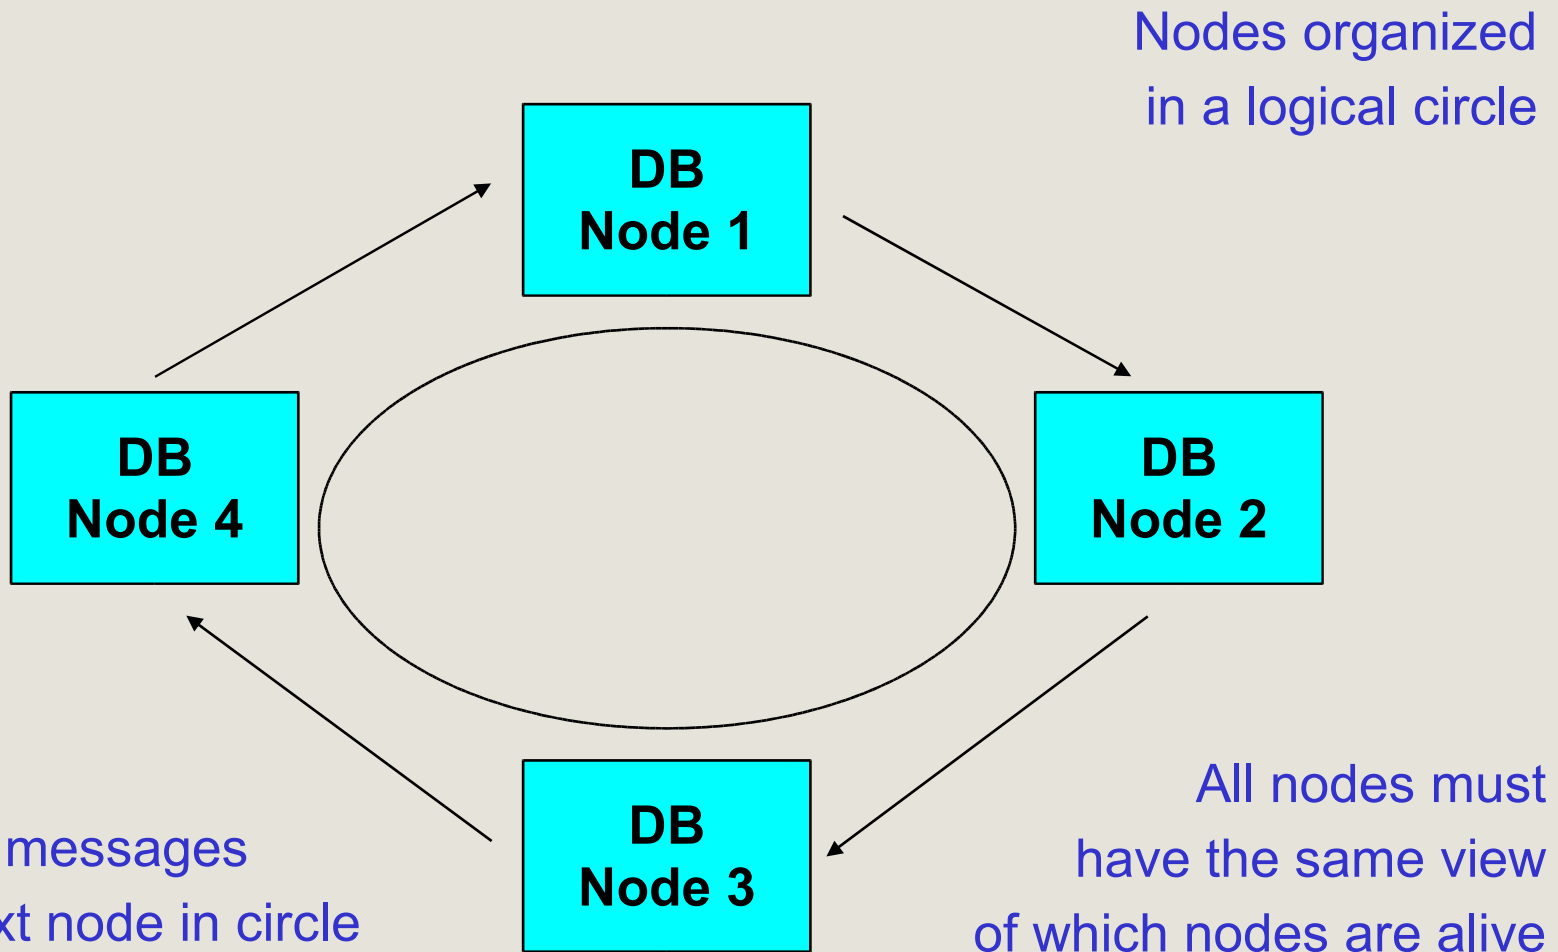 Nodes organized
in a logical circle
DB
Node 1
DB
Node 4
DB
Node 2
DB
Node 3
messages
node in circle
All nodes must
have the same view
of which nodes are alive